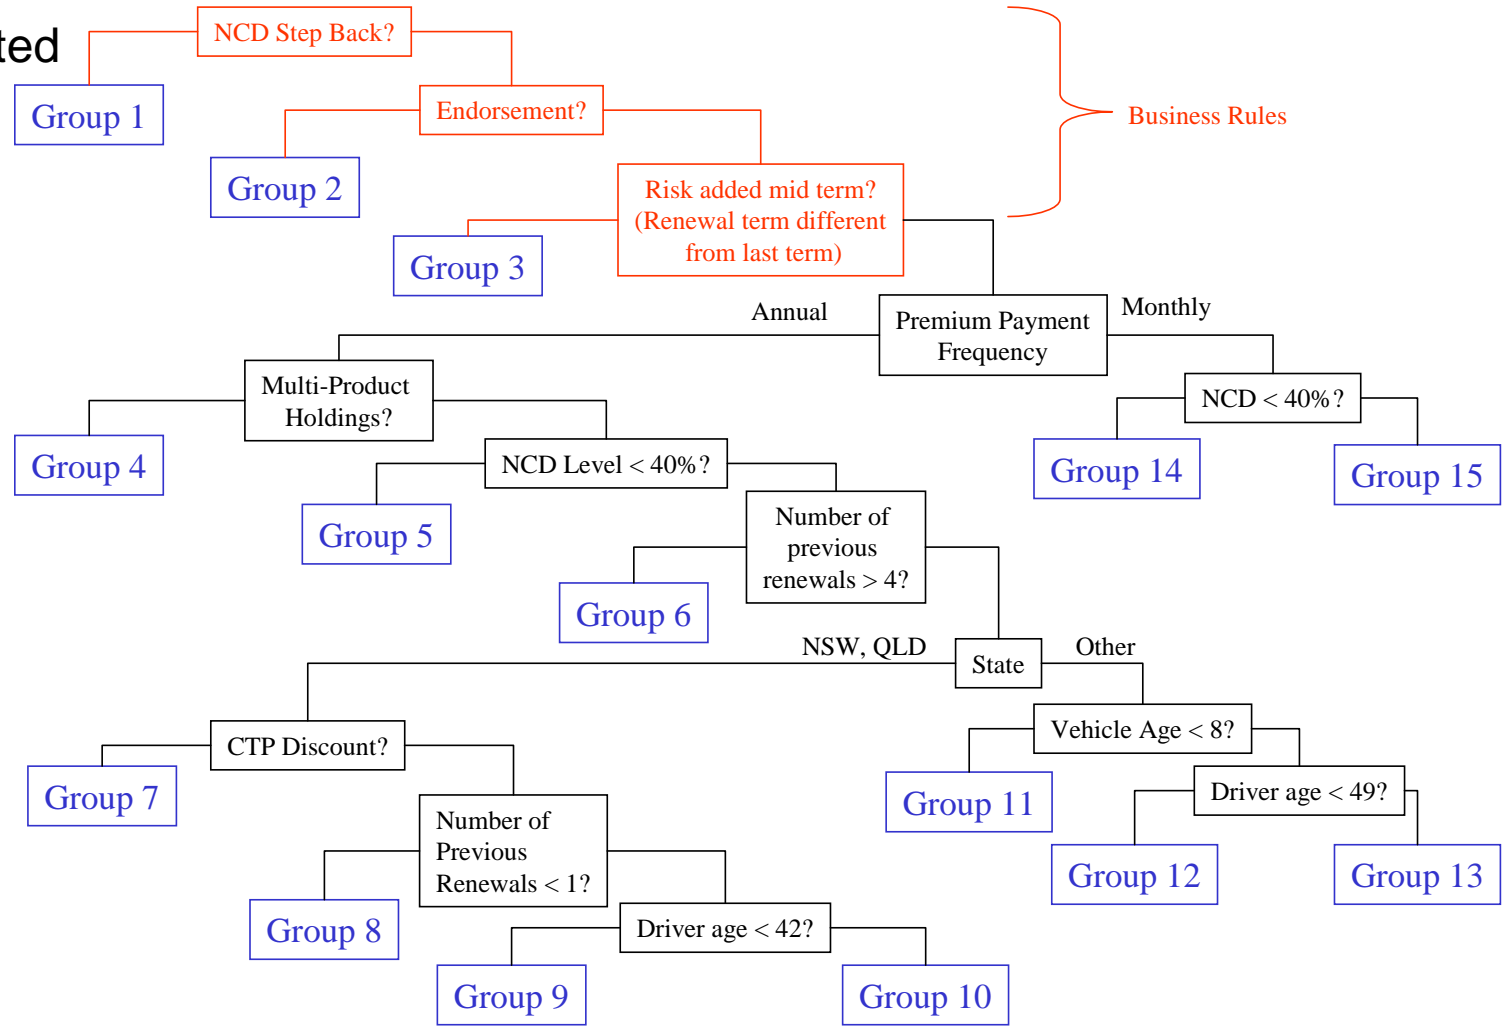 NCD Step Back?
Group 1
Endorsement?
Business Rules
Group 2
Risk added mid term?
(Renewal term different
from last term)
Group 3
Annual
Monthly
Premium Payment
Frequency
Multi-Product
Holdings?
NCD < 40%?
Group 4
NCD Level < 40%?
Group 14
Group 15
Group 5
Number of
previous
renewals > 4?
Group 6
NSW, QLD
State
Other
CTP Discount?
Vehicle Age < 8?
Group 7
Group 11
Driver age < 49?
Number of
Previous
Renewals < 1?
Group 12
Group 13
Group 8
Driver age < 42?
Group 9
Group 10